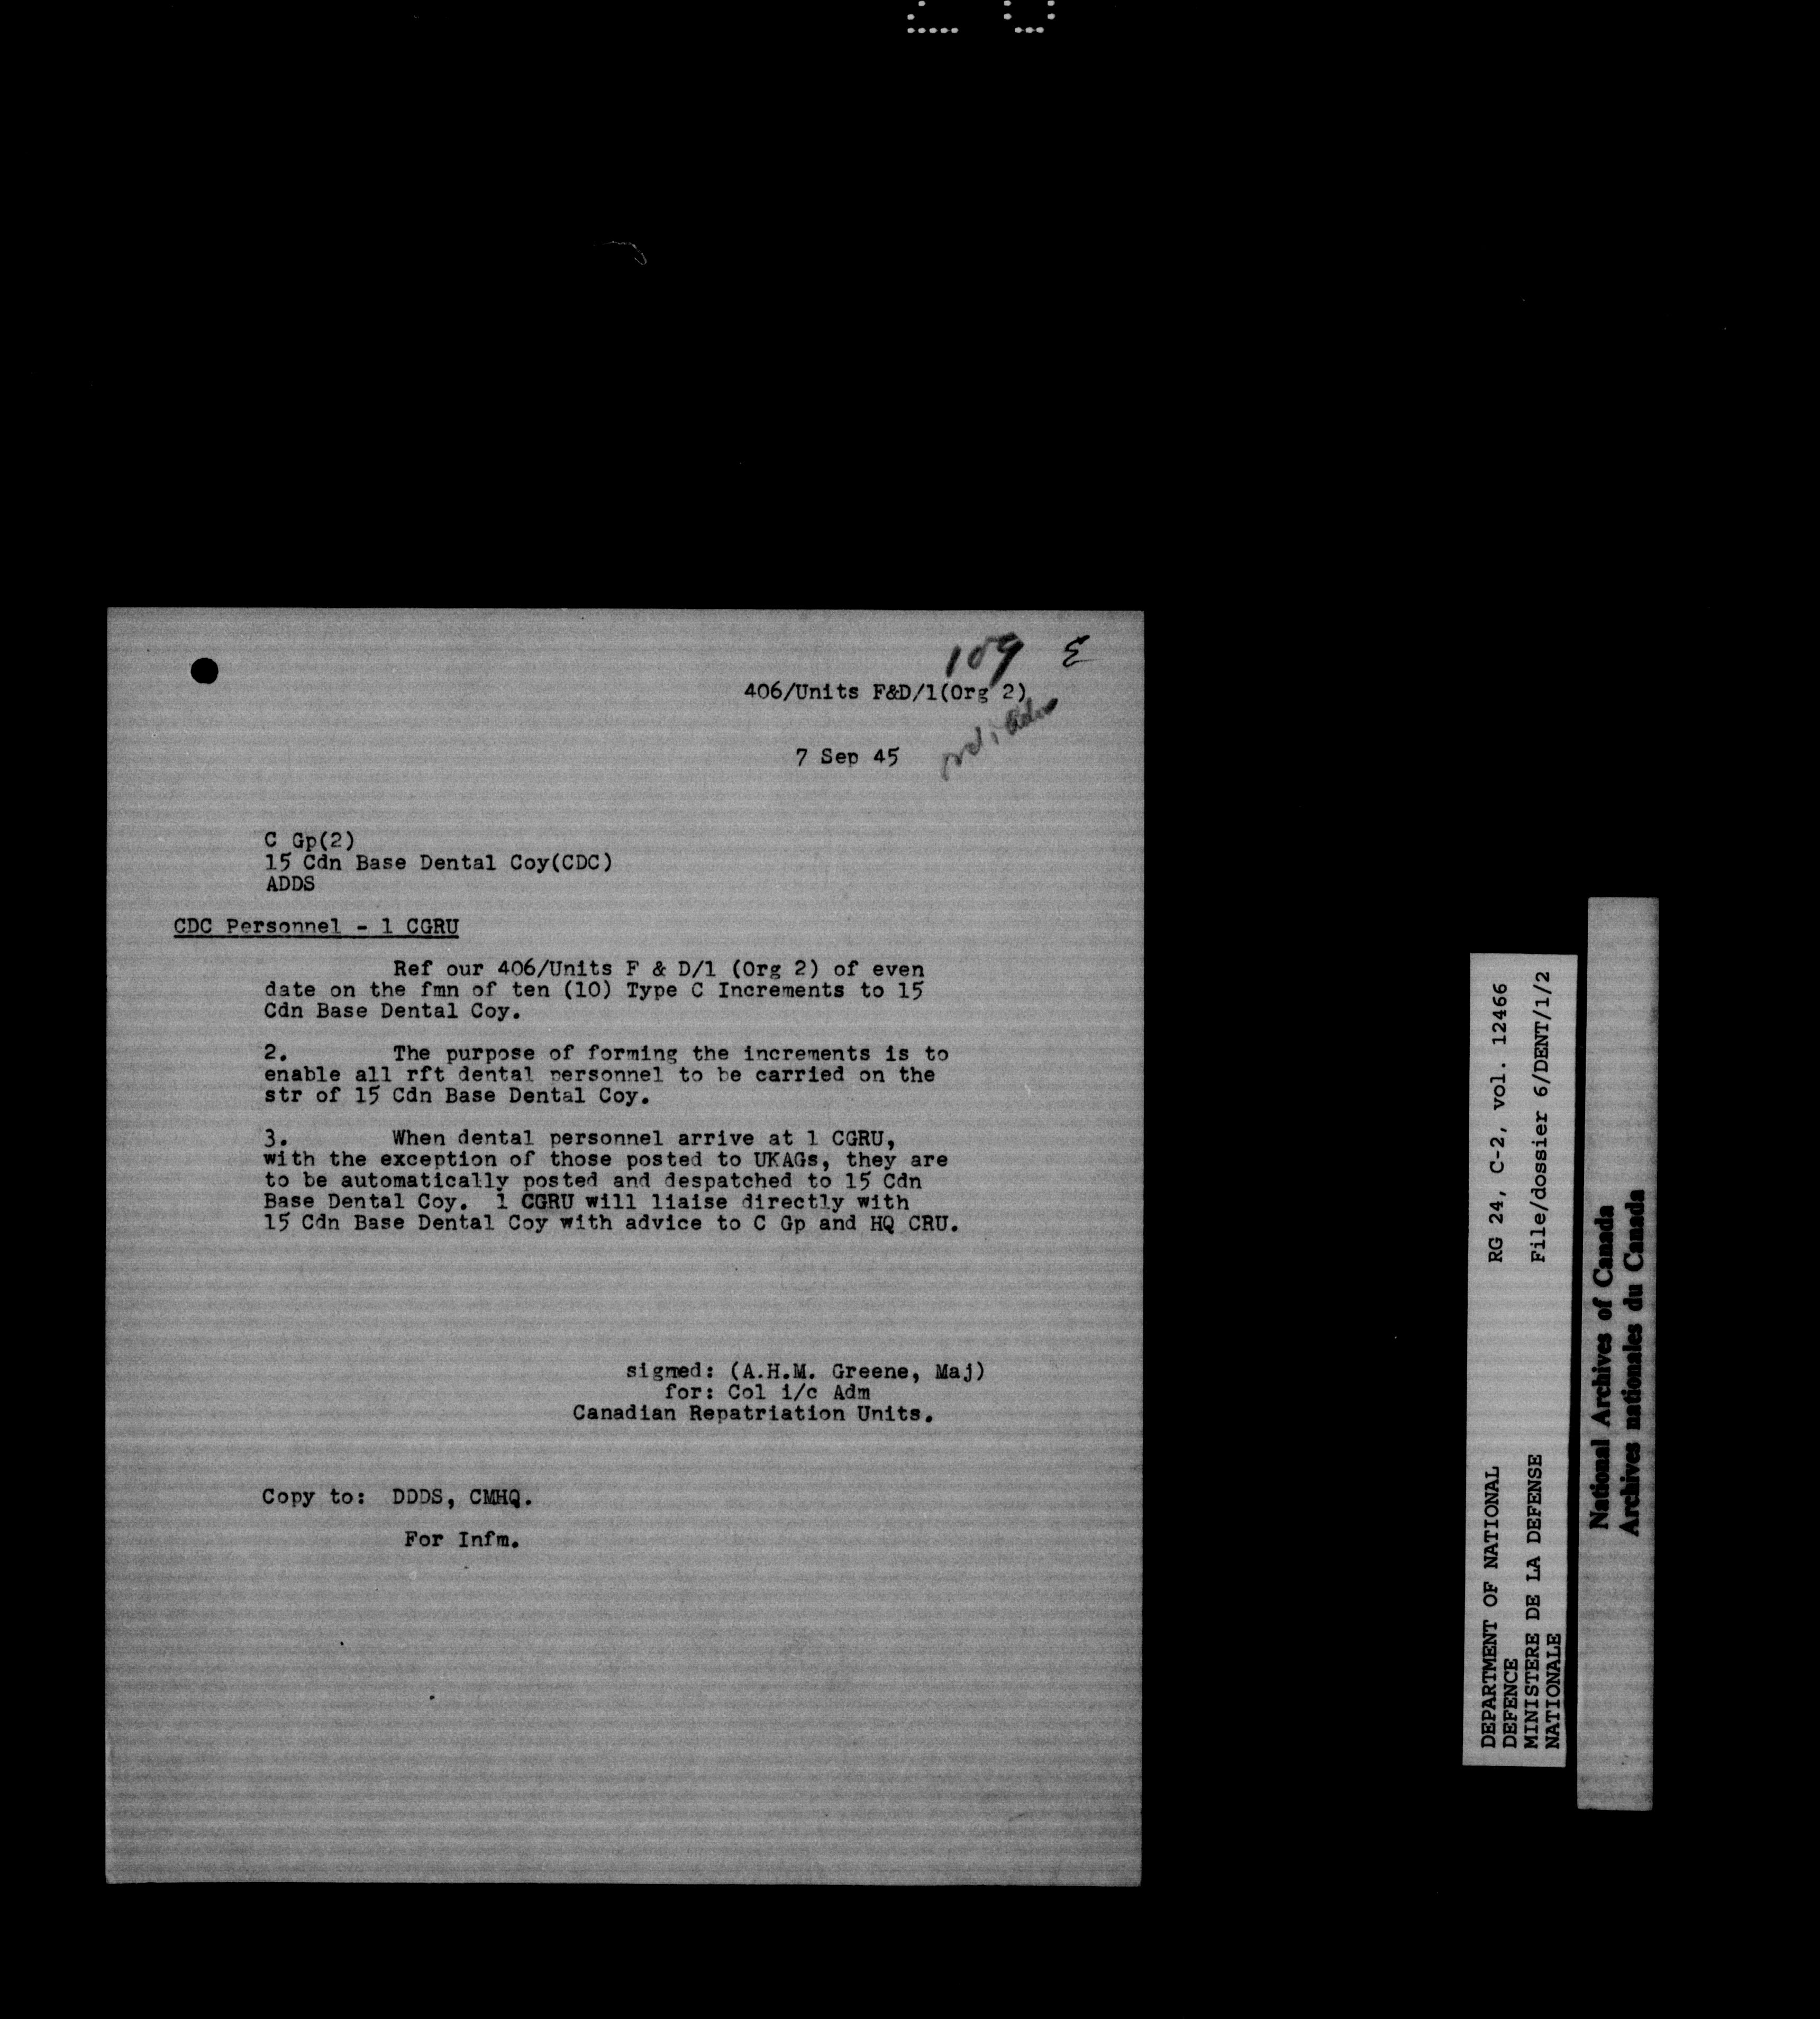 109 E
406/Units F&D/1(Org 2)
7 Sep 45
C Gp(2)
15 Cdn Base Dental Coy(CDC)
ADDS
CDC Personnel - 1 CGRU
Ref our 406/Units F & D/1 (Org 2) of even
date on the fmn of ten (10) Type C Increments to 15
Cdn Base Dental Coy.
2. The purpose of forming the increments is to
enable all rft dental personnel to be carried on the
str of 15 Cdn Base Dental Coy.
3. When dental personnel arrive at 1 CGRU,
with the exception of those posted to UKAGs, they are
to be automatically posted and despatched to 15 Cdn
Base Dental Coy. 1 CGRU will liaise directly with
15 Cdn Base Dental Coy with advice to C Gp and HQ CRU.
signed: (A.H.M. Greene, Maj)
for: Col i/c Adm
Canadian Repatriation Units.
Copy to: DDDS, CMHQ.
For Infm.
DEPARTMENT OF NATIONAL RG 24, C-2, vol. 12466
DEFENCE
MINISTERE DE LA DEFENSE File/dossier 6/DENT/1/2
NATIONALE
National Archives of Canada
Archives nationales du Canada